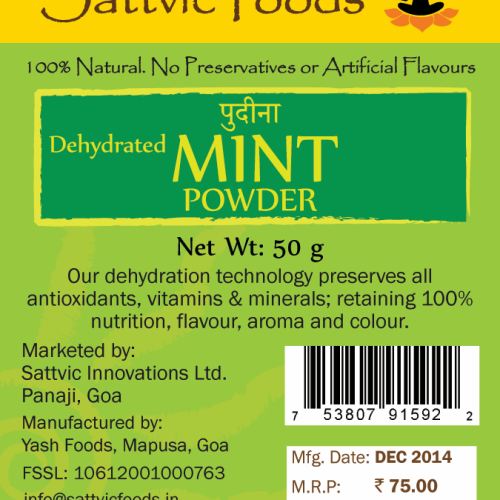 Sattvic Foods
100% Natural. No Preservatives or Artificial Flavours
पुदीना
Dehydrated MINT
POWDER
Net Wt: 50 g
Our dehydration technology preserves all
antioxidants, vitamins & minerals; retaining 100%
nutrition, flavour, aroma and colour.
Marketed by:
Sattvic Innovations Ltd.
Panaji, Goa
Manufactured by:
Yash Foods, Mapusa, Goa
FSSL: 10612001000763
info@sattvicfoods.in
7 53807 91592 2
Mfg. Date: DEC 2014
M.R.P: ₹ 75.00